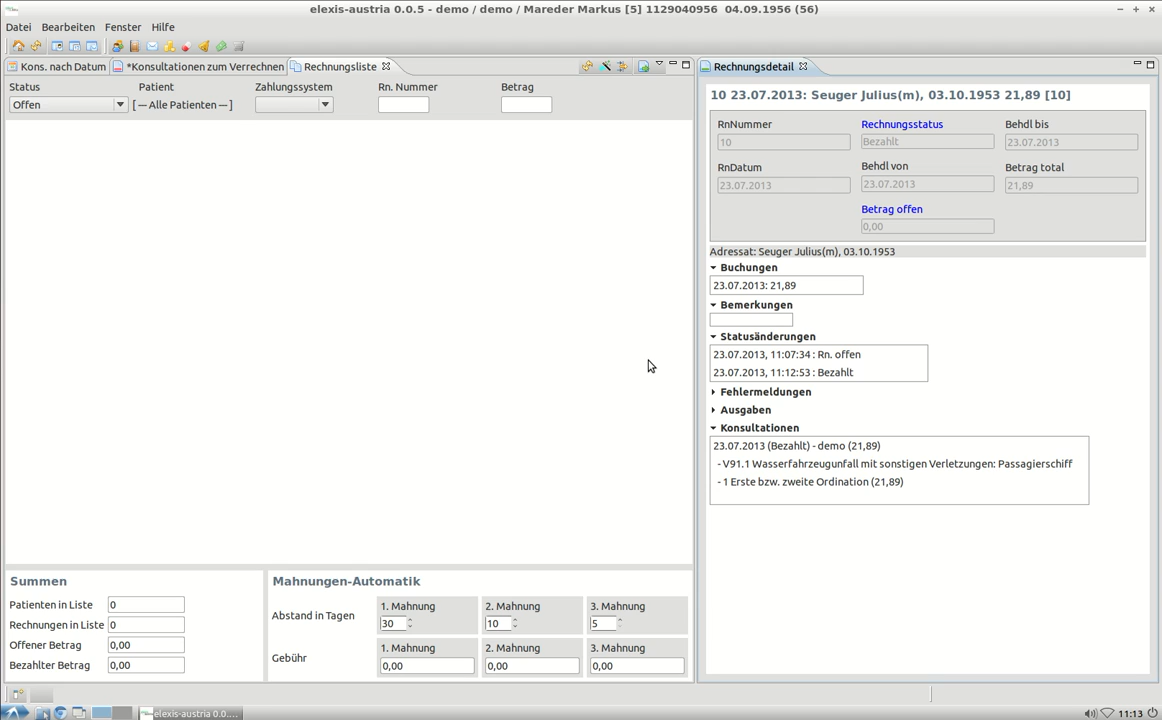 elexis-austria 0.0.5 - demo / demo / Mareder Markus [5] 1129040956  04.09.1956 (56)
Datei Bearbeiten Fenster Hilfe
Kons. nach Datum *Konsultationen zum Verrechnen Rechnungsliste
Status Patient Zahlungssystem Rn. Nummer Betrag
Offen [ -- Alle Patienten -- ]
Rechnungsdetail
10 23.07.2013: Seuger Julius(m), 03.10.1953 21,89 [10]
RnNummer Rechnungsstatus Behdl bis
10 Bezahlt 23.07.2013
RnDatum Behdl von Betrag total
23.07.2013 23.07.2013 21,89
Betrag offen
0,00
Adressat: Seuger Julius(m), 03.10.1953
Buchungen
23.07.2013: 21,89
Bemerkungen
Statusänderungen
23.07.2013, 11:07:34 : Rn. offen
23.07.2013, 11:12:53 : Bezahlt
Fehlermeldungen
Ausgaben
Konsultationen
23.07.2013 (Bezahlt) - demo (21,89)
- V91.1 Wasserfahrzeugunfall mit sonstigen Verletzungen: Passagierschiff
- 1 Erste bzw. zweite Ordination (21,89)
Summen
Patienten in Liste 0
Rechnungen in Liste 0
Offener Betrag 0,00
Bezahlter Betrag 0,00
Mahnungen-Automatik
1. Mahnung 2. Mahnung 3. Mahnung
Abstand in Tagen 30 10 5
1. Mahnung 2. Mahnung 3. Mahnung
Gebühr 0,00 0,00 0,00
elexis-austria 0.0....
11:13